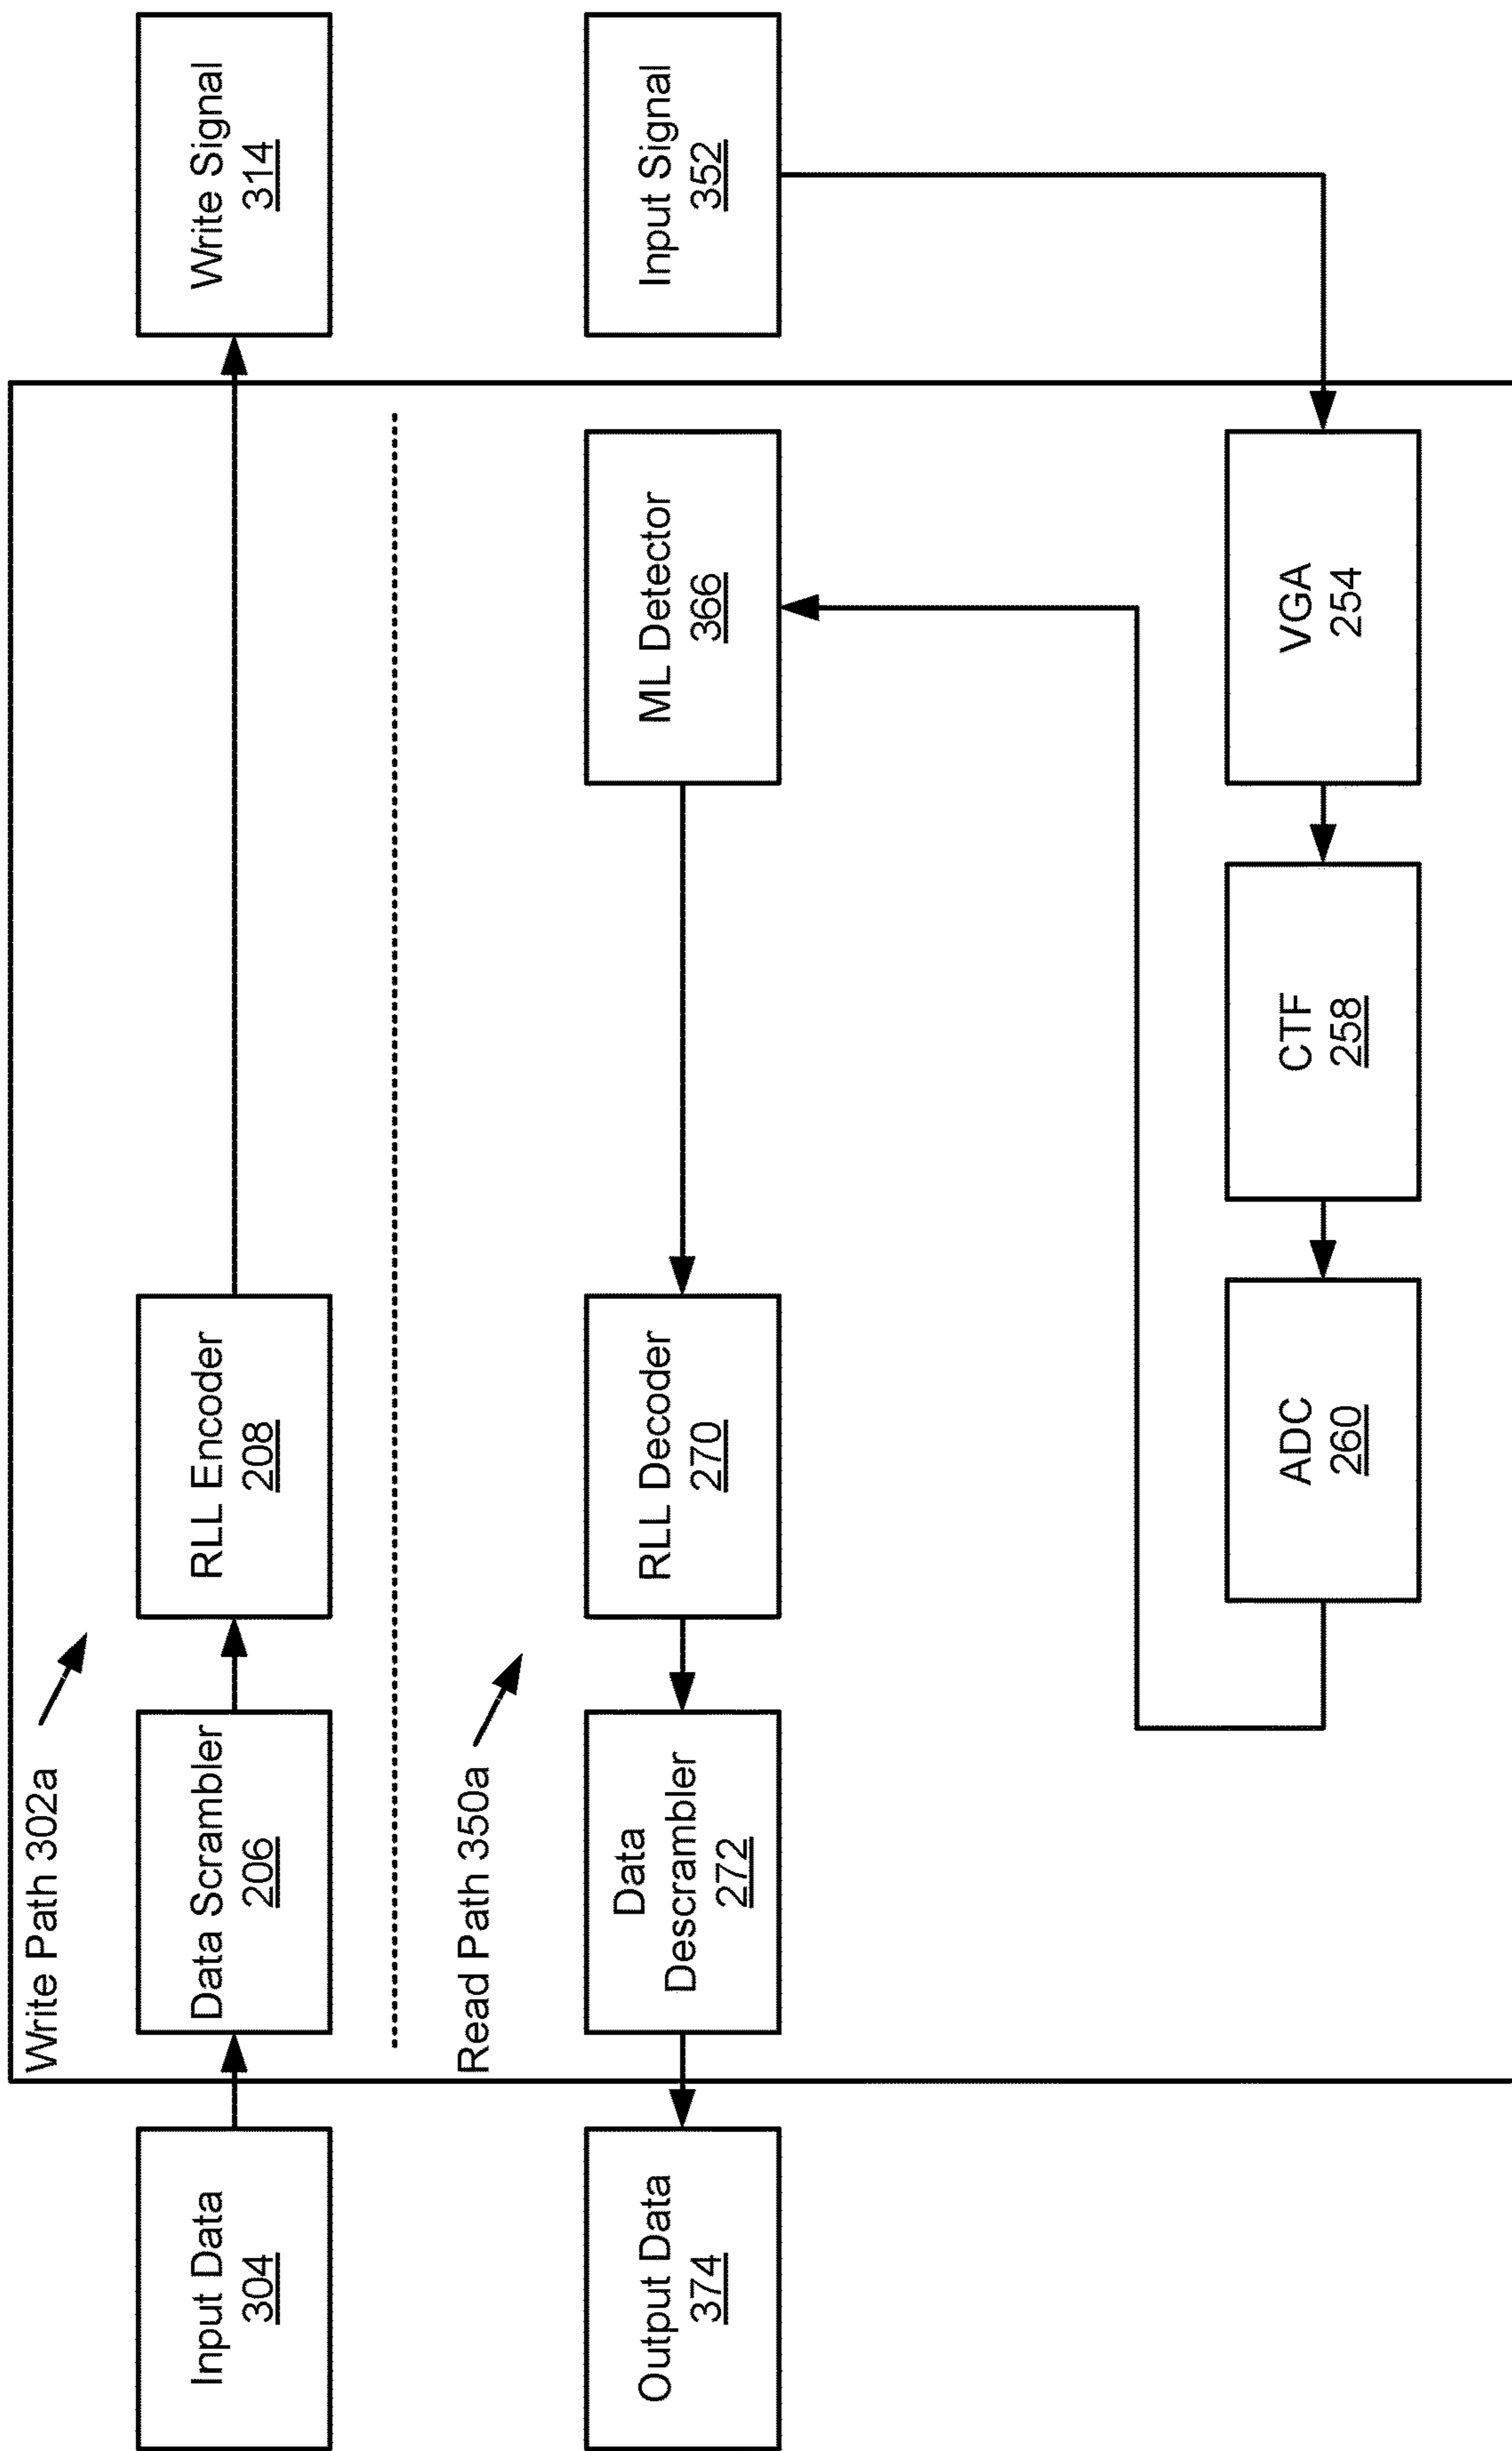 Write Path 302a
Input Data
304
Data Scrambler
206
RLL Encoder
208
Write Signal
314
Read Path 350a
Output Data
374
Data
Descrambler
272
RLL Decoder
270
ML Detector
366
Input Signal
352
ADC
260
CTF
258
VGA
254